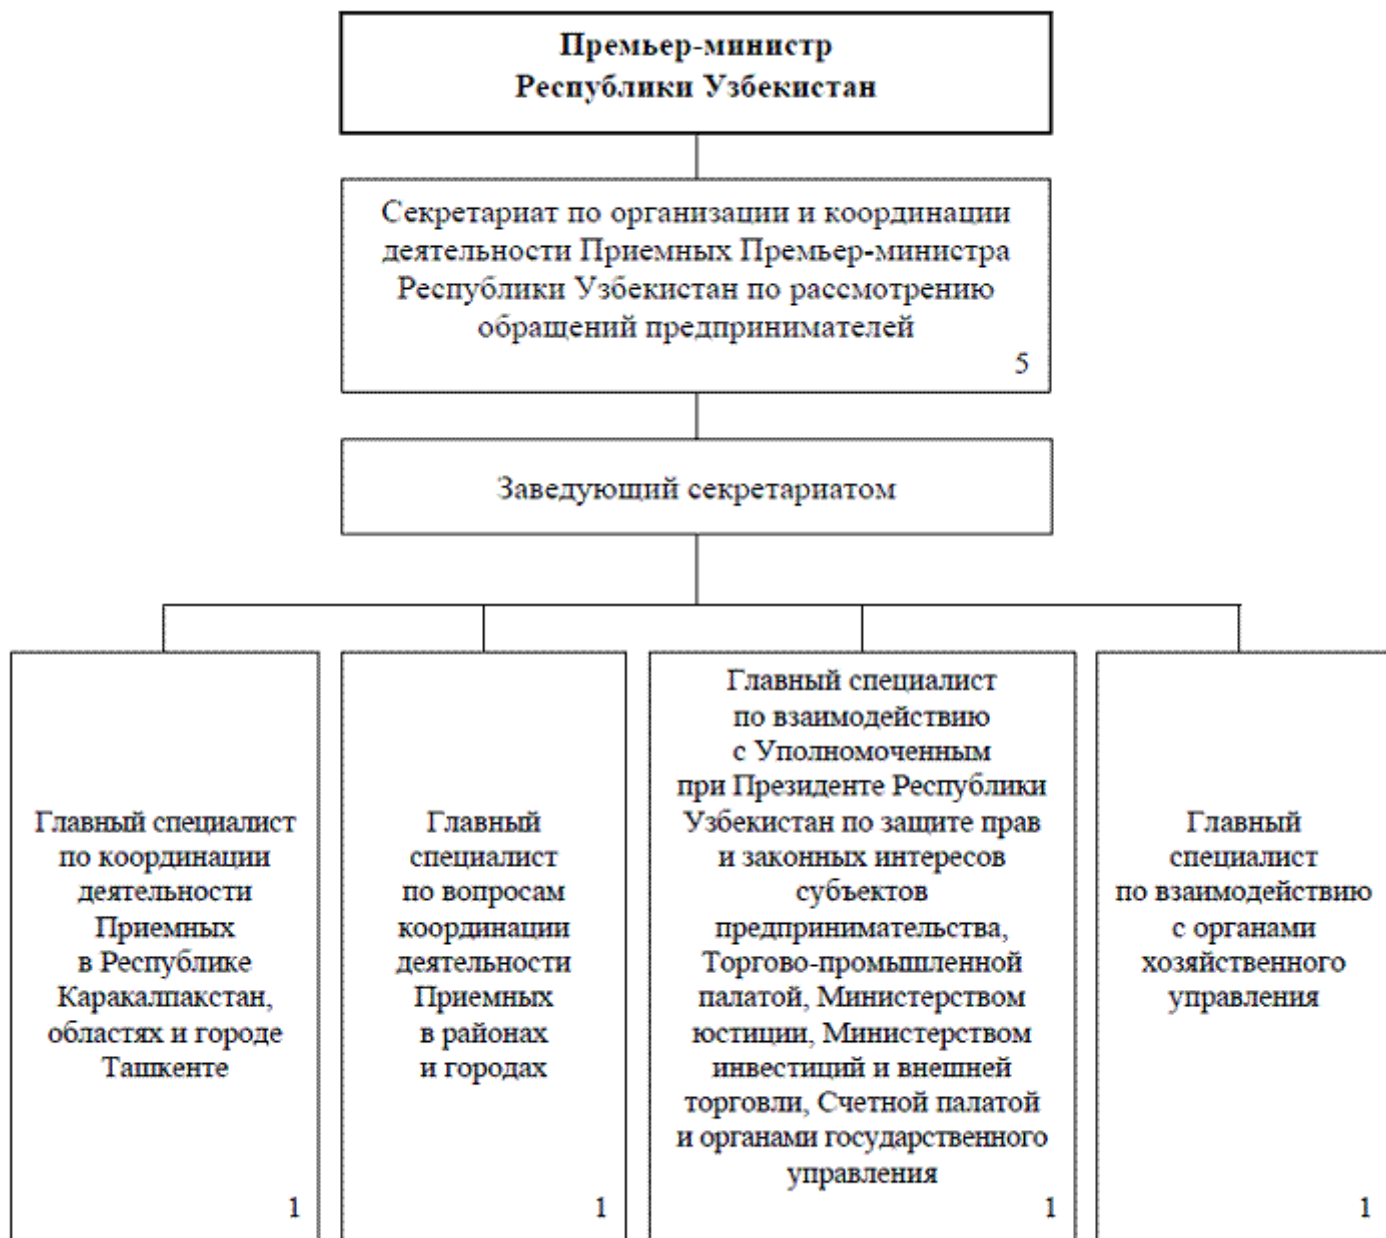 Премьер-министр
Республики Узбекистан
Секретариат по организации и координации
деятельности Приемных Премьер-министра
Республики Узбекистан по рассмотрению
обращений предпринимателей
5
Заведующий секретариатом
Главный специалист
по координации
деятельности
Приемных
в Республике
Каракалпакстан,
областях и городе
Ташкенте
1
Главный
специалист
по вопросам
координации
деятельности
Приемных
в районах
и городах
1
Главный специалист
по взаимодействию
с Уполномоченным
при Президенте Республики
Узбекистан по защите прав
и законных интересов
субъектов
предпринимательства,
Торгово-промышленной
палатой, Министерством
юстиции, Министерством
инвестиций и внешней
торговли, Счетной палатой
и органами государственного
управления
1
Главный
специалист
по взаимодействию
с органами
хозяйственного
управления
1